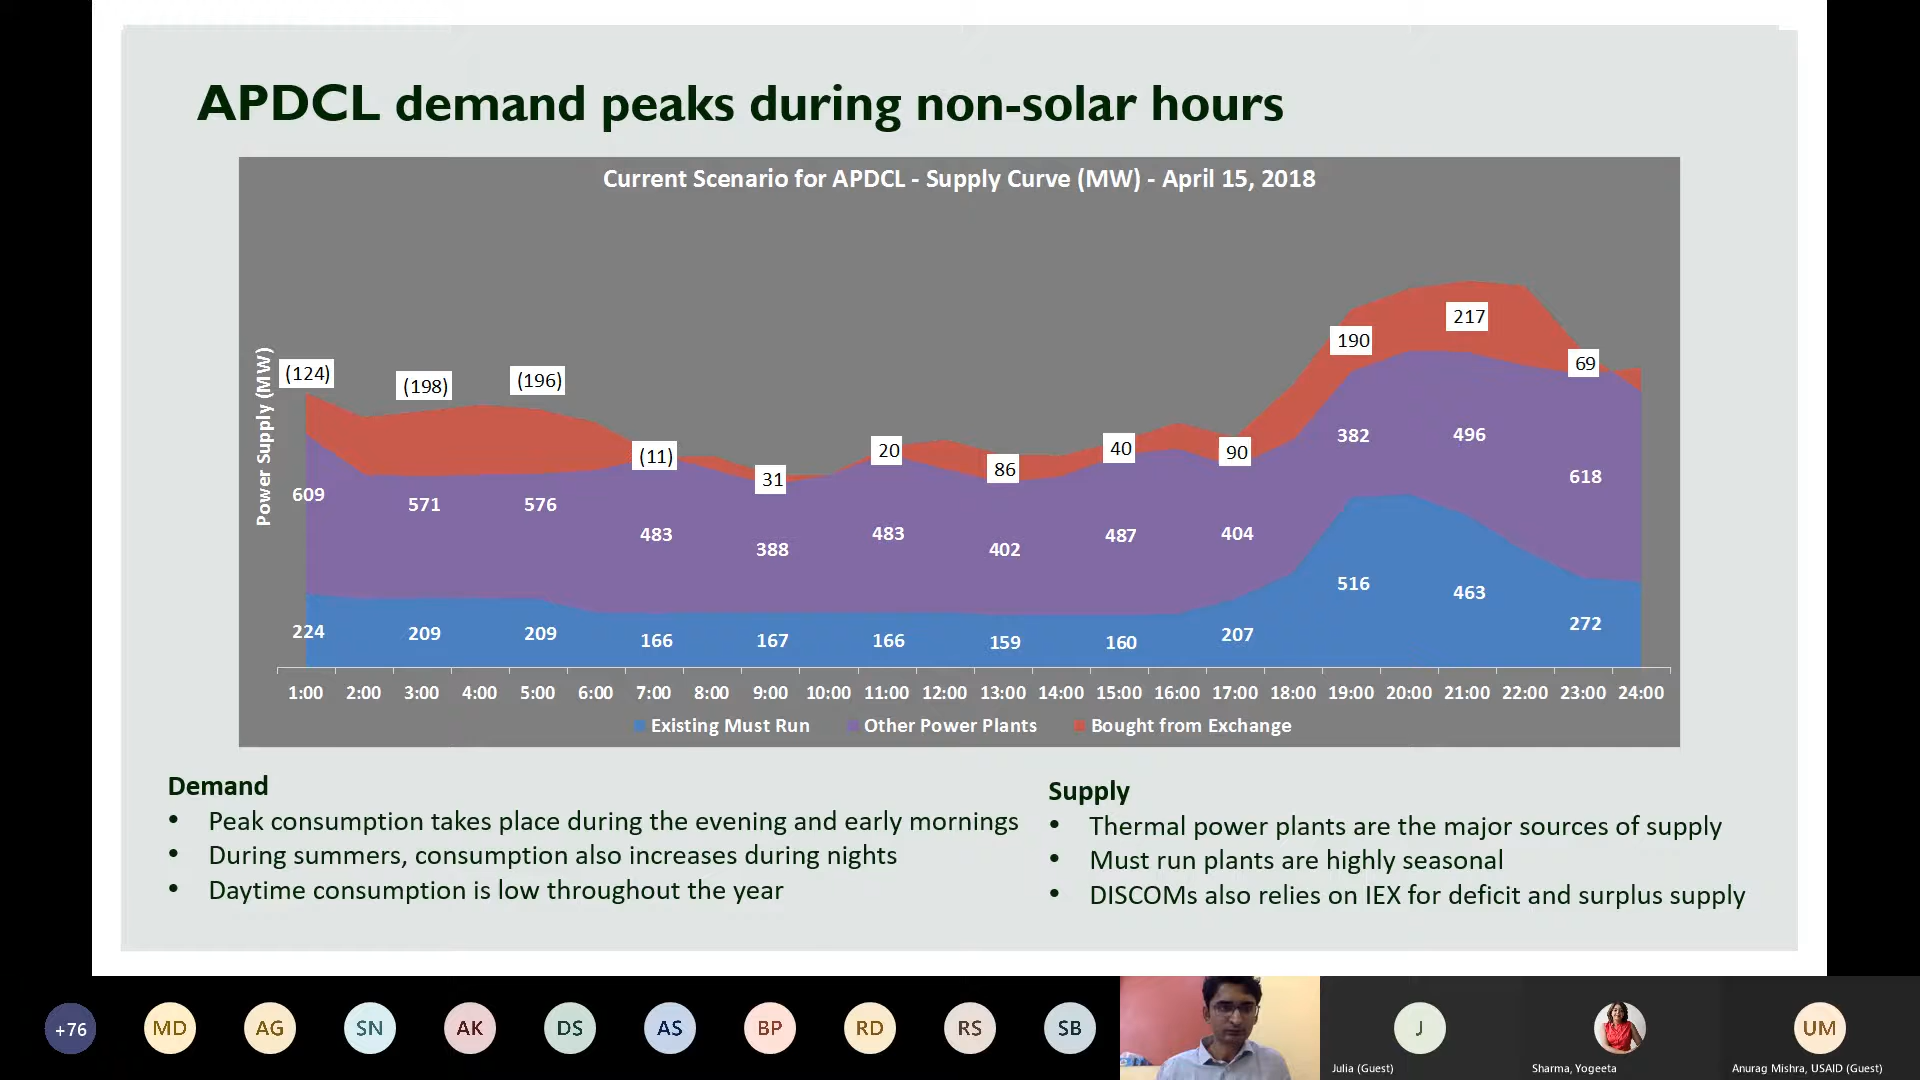 APDCL demand peaks during non-solar hours
Current Scenario for APDCL - Supply Curve (MW) - April 15, 2018
Power Supply (MW)
(124) (198) (196) (11) 31 20 86 40 90 190 217 69
609 571 576 483 388 483 402 487 404 382 496 618
224 209 209 166 167 166 159 160 207 516 463 272
1:00 2:00 3:00 4:00 5:00 6:00 7:00 8:00 9:00 10:00 11:00 12:00 13:00 14:00 15:00 16:00 17:00 18:00 19:00 20:00 21:00 22:00 23:00 24:00
Existing Must Run Other Power Plants Bought from Exchange
Demand
• Peak consumption takes place during the evening and early mornings
• During summers, consumption also increases during nights
• Daytime consumption is low throughout the year
Supply
• Thermal power plants are the major sources of supply
• Must run plants are highly seasonal
• DISCOMs also relies on IEX for deficit and surplus supply
+76 MD AG SN AK DS AS BP RD RS SB J UM
Julia (Guest) Sharma, Yogeeta Anurag Mishra, USAID (Guest)